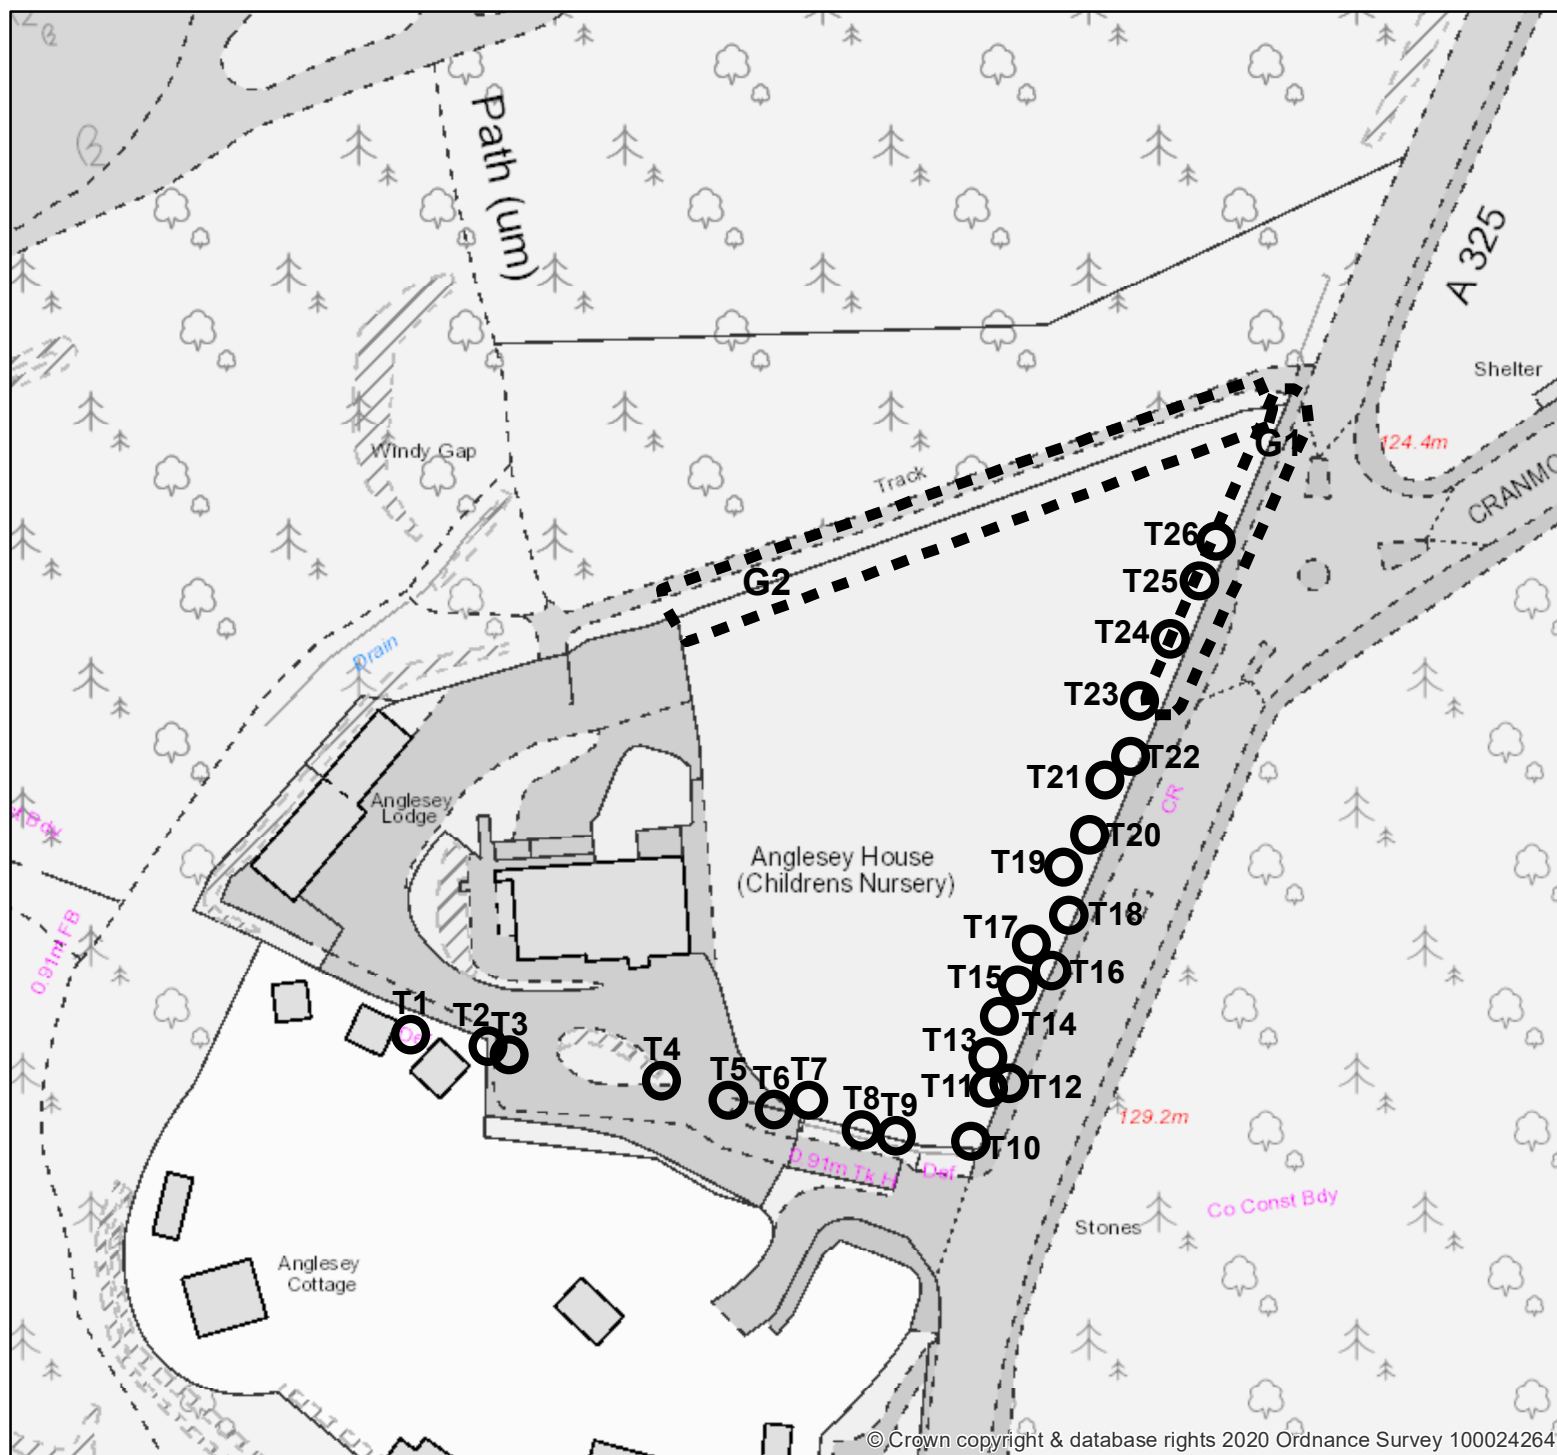 Path (um)
A 325
Shelter
Windy Gap
124.4m
G1
Track
T26
T25
G2
T24
Drain
T23
T22
T21
CR
Anglesey
Lodge
T20
T19
Anglesey House
(Childrens Nursery)
T18
T17
0.91m FB
T16
T15
T1
T2
T3
T14
T13
T4
T5
T6
T7
T11
T12
T8
T9
129.2m
T10
0.91m Tk H
Def
Co Const Bdy
Stones
Anglesey
Cottage
© Crown copyright & database rights 2020 Ordnance Survey 100024264